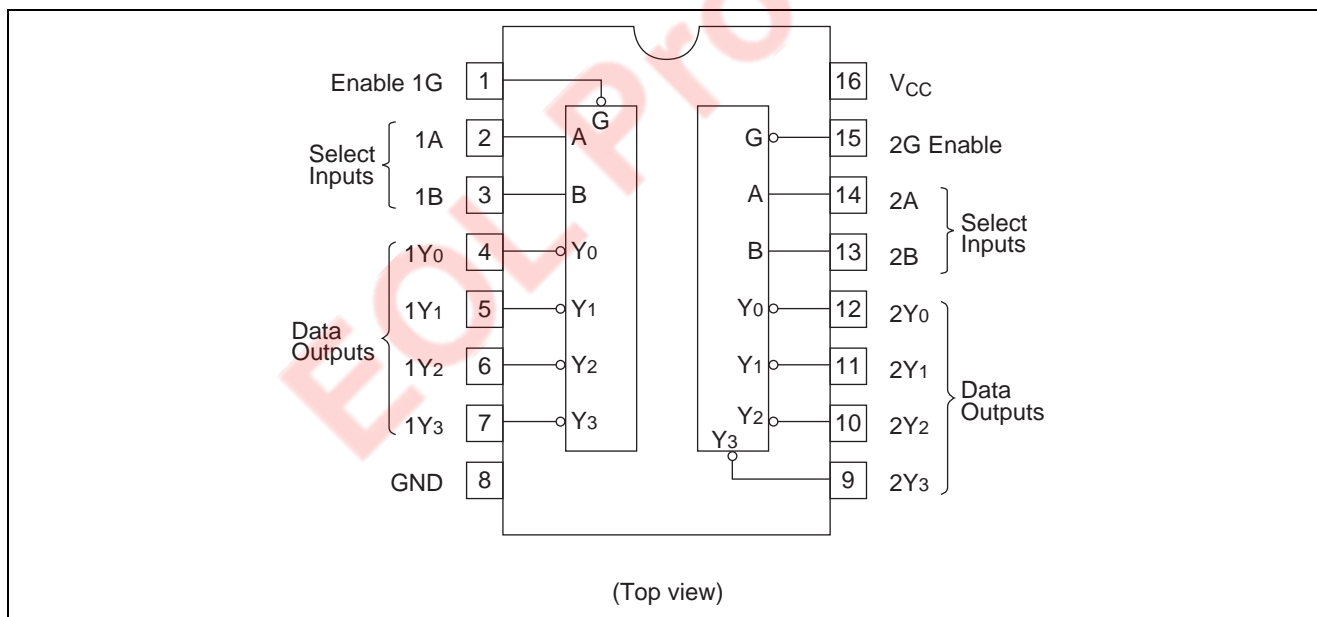 EOL Pro
Enable 1G 1
G
16 VCC
Select
Inputs
1A 2 A
1B 3 B
G 15 2G Enable
A 14 2A
B 13 2B
Select
Inputs
Data
Outputs
1Y0 4 Y0
1Y1 5 Y1
1Y2 6 Y2
1Y3 7 Y3
GND 8
Y0 12 2Y0
Y1 11 2Y1
Y2 10 2Y2
Y3 9 2Y3
Data
Outputs
(Top view)